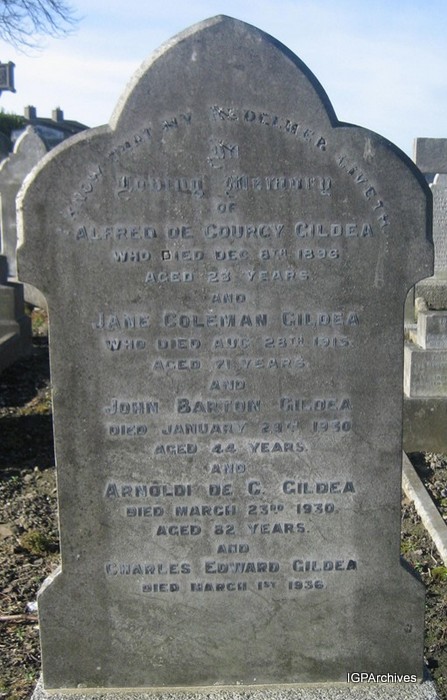 I KNOW THAT MY REDEEMER LIVETH
IN
LOVING MEMORY
OF
ALFRED DE COURCY GILDEA
WHO DIED DEC 8TH 1896
AGED 23 YEARS
AND
JANE COLEMAN GILDEA
WHO DIED AUG 28TH 1915
AGED 71 YEARS
AND
JOHN BARTON GILDEA
DIED JANUARY 1930
AGED 44 YEARS.
AND
ARNOLDI DE C. GILDEA
DIED MARCH 23RD 1930.
AGED 82 YEARS.
AND
CHARLES EDWARD GILDEA
DIED MARCH 1ST 1936
IGPArchives